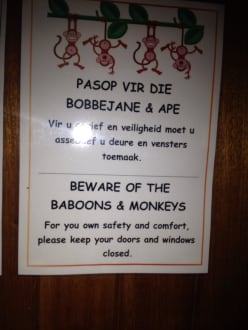 PASOP VIR DIE
BOBBEJANE & APE
Vir u en veiligheid moet u
u deure en vensters
toemaak.
BEWARE OF THE
BABOONS & MONKEYS
For you own safety and comfort,
please keep your doors and windows
closed.